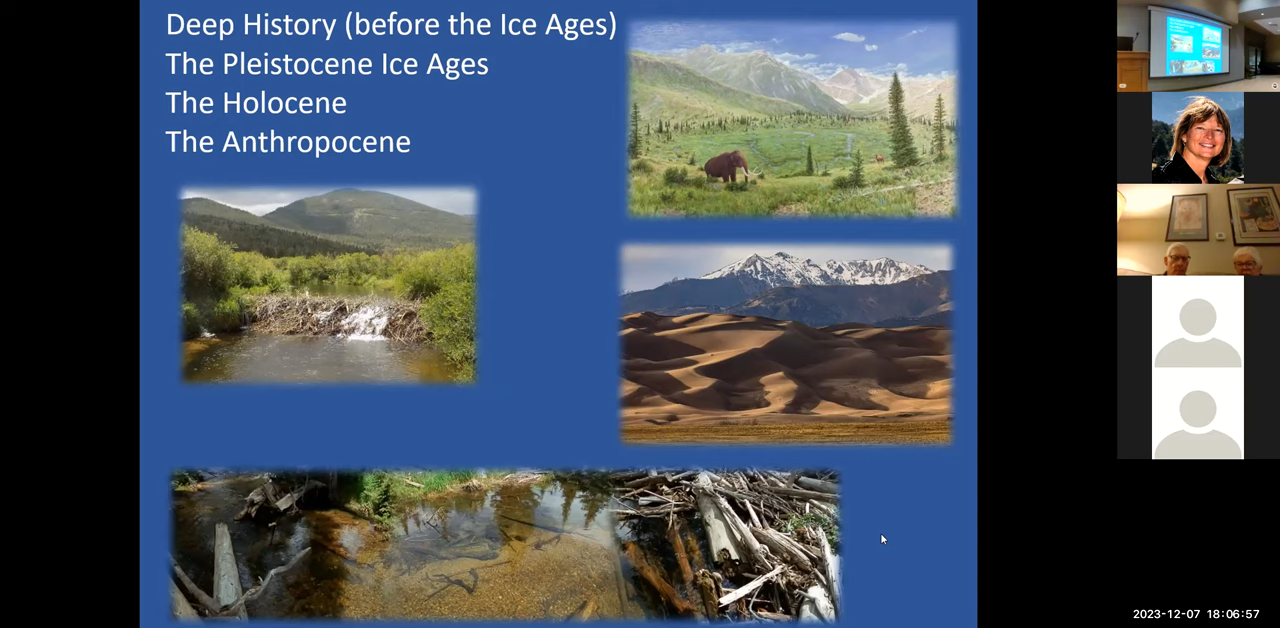 Deep History (before the Ice Ages)
The Pleistocene Ice Ages
The Holocene
The Anthropocene
2023-12-07 18:06:57